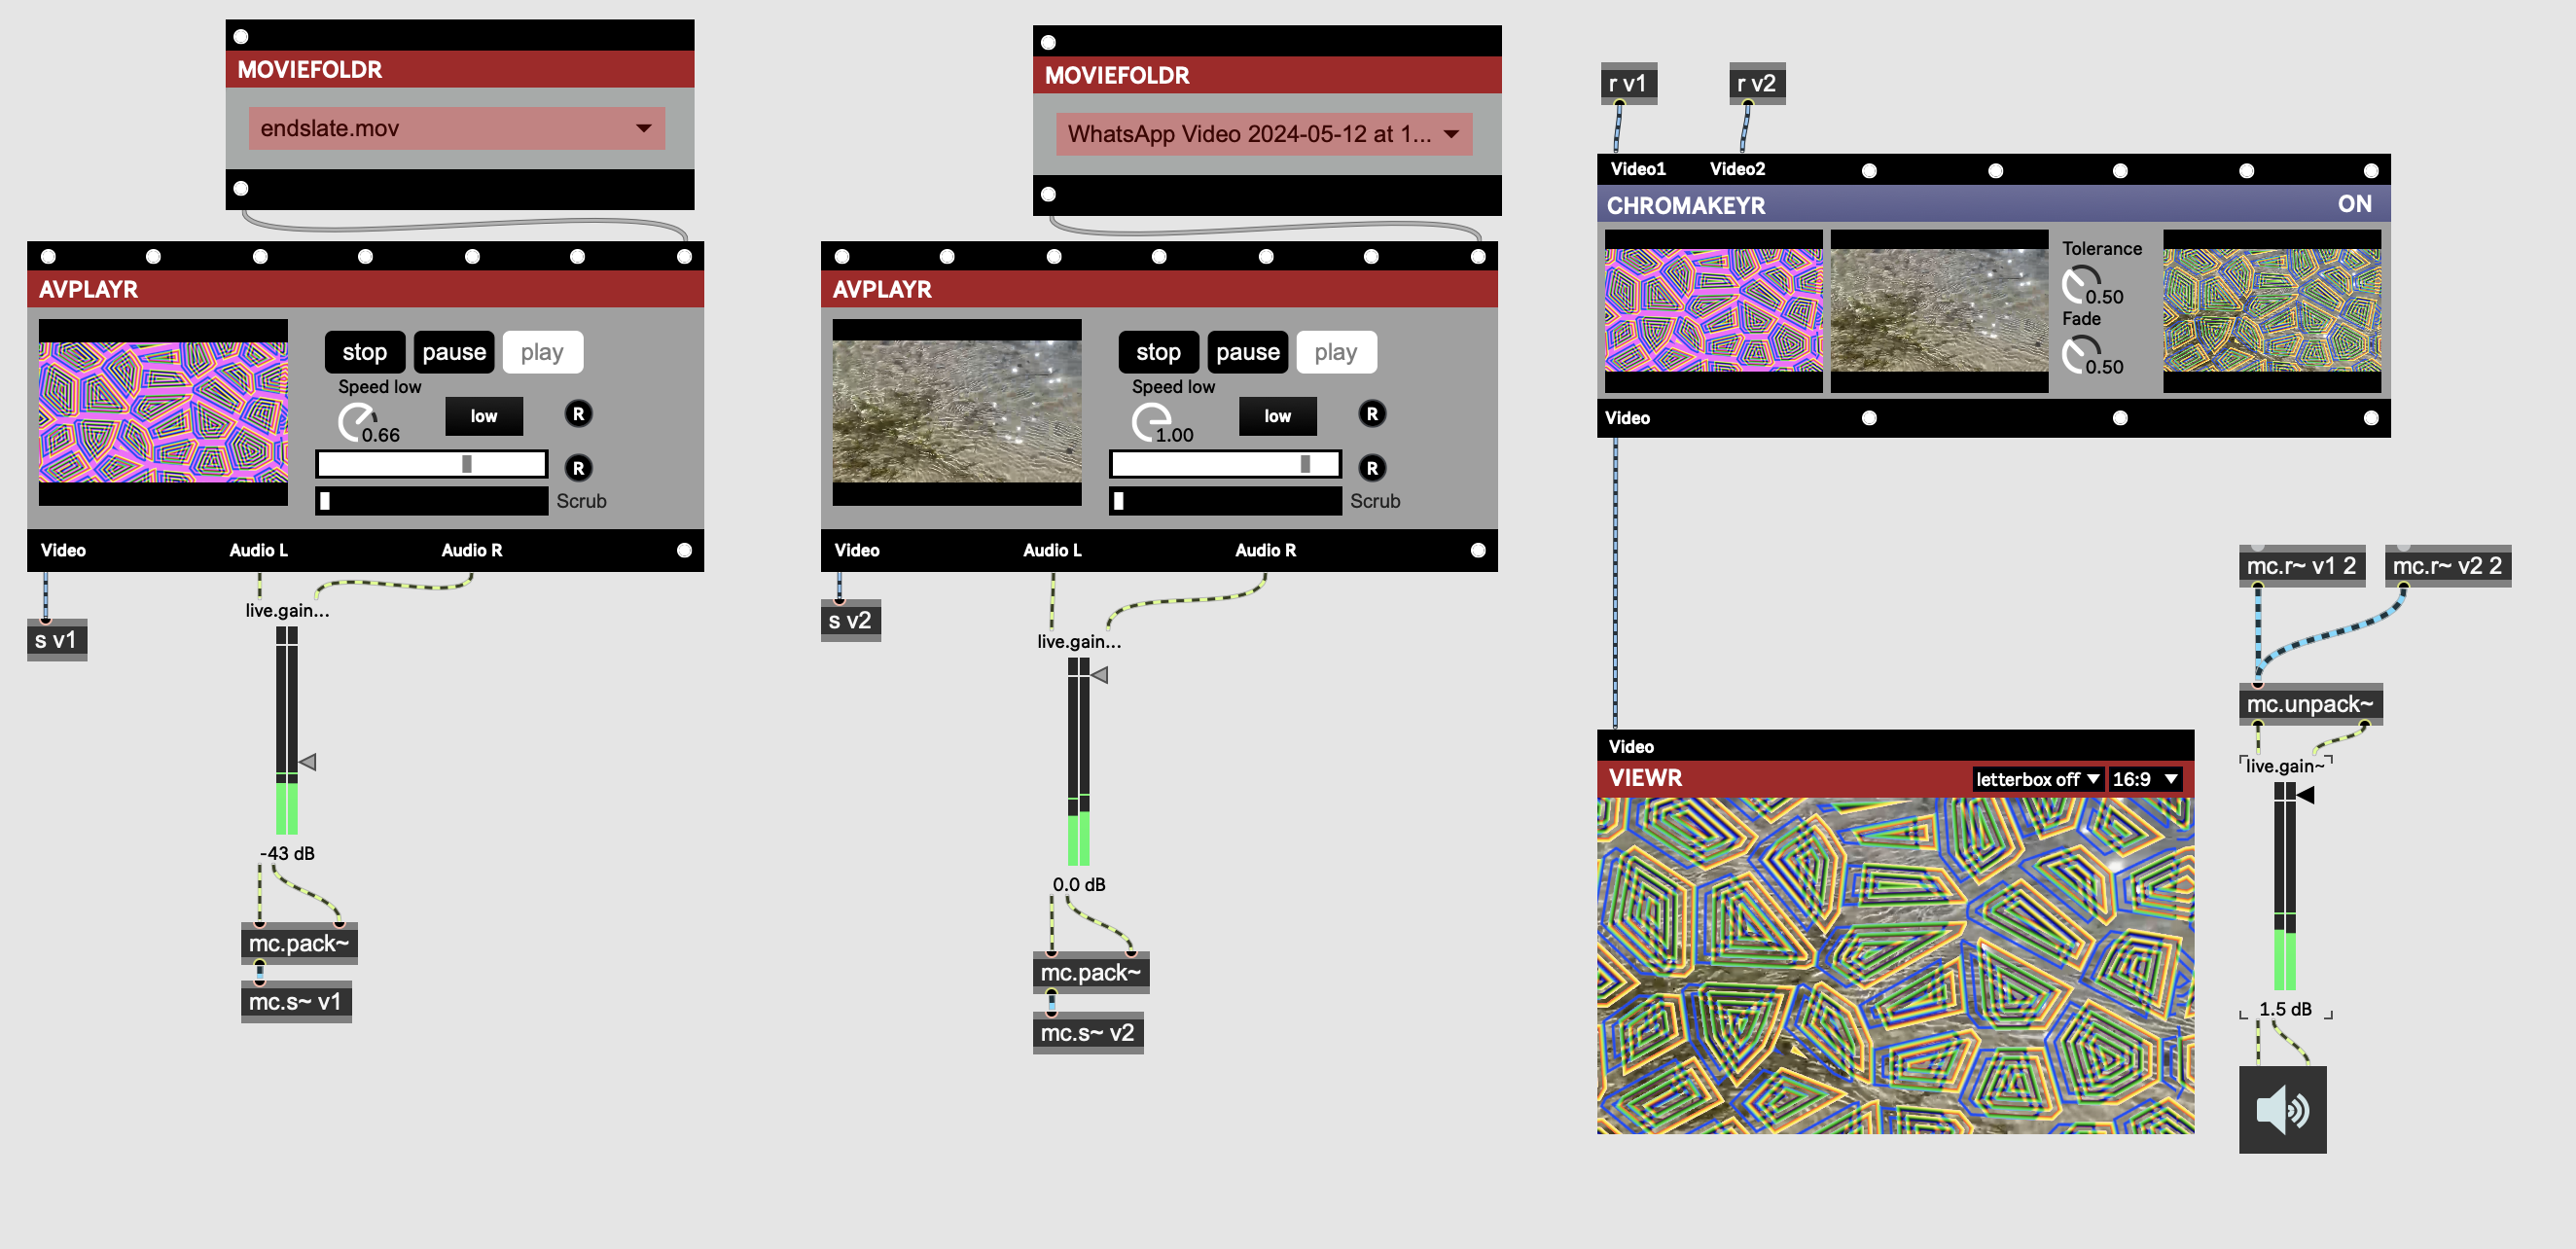 MOVIEFOLDR
endslate.mov
AVPLAYR
stop pause play
Speed low
0.66
low
R
R
Scrub
Video Audio L Audio R
s v1
live.gain...
-43 dB
mc.pack~
mc.s~ v1
MOVIEFOLDR
WhatsApp Video 2024-05-12 at 1...
AVPLAYR
stop pause play
Speed low
1.00
low
R
R
Scrub
Video Audio L Audio R
s v2
live.gain...
0.0 dB
mc.pack~
mc.s~ v2
r v1 r v2
Video1 Video2
CHROMAKEYR ON
Tolerance
0.50
Fade
0.50
Video
Video
VIEWR letterbox off 16:9
mc.r~ v1 2 mc.r~ v2 2
mc.unpack~
live.gain~
1.5 dB